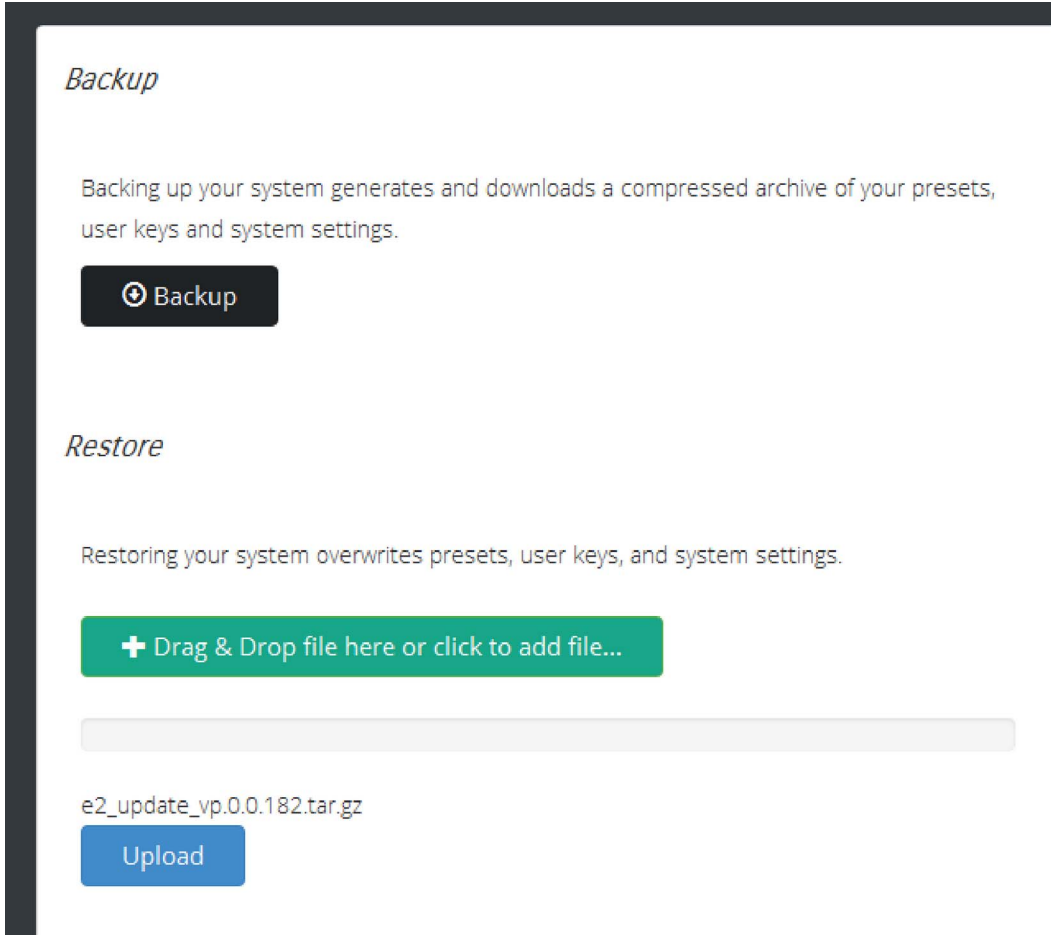 Backup
Backing up your system generates and downloads a compressed archive of your presets,
user keys and system settings.
Backup
Restore
Restoring your system overwrites presets, user keys, and system settings.
Drag & Drop file here or click to add file...
e2_update_vp.0.0.182.tar.gz
Upload